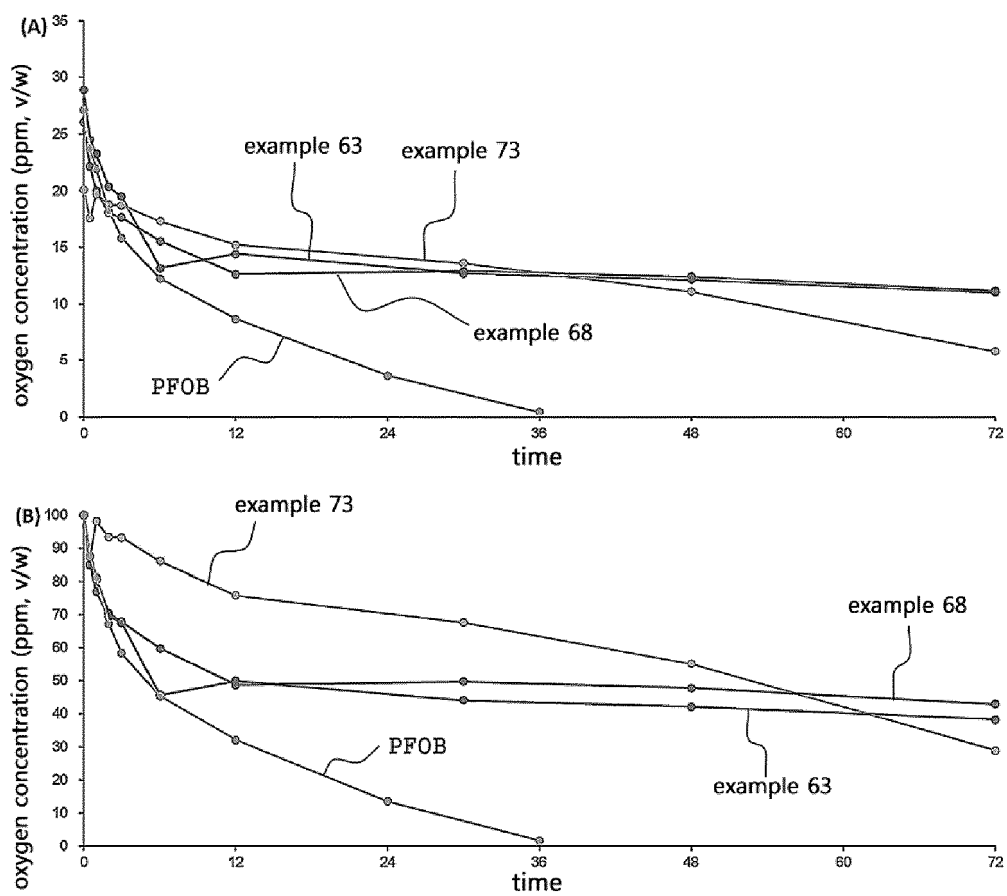 (A)
oxygen concentration (ppm, v/w)
35
30
25
20
15
10
5
0
example 63
example 73
example 68
PFOB
0 12 24 36 48 60 72
time
(B)
oxygen concentration (ppm, v/w)
100
90
80
70
60
50
40
30
20
10
0
example 73
example 68
PFOB
example 63
0 12 24 36 48 60 72
time